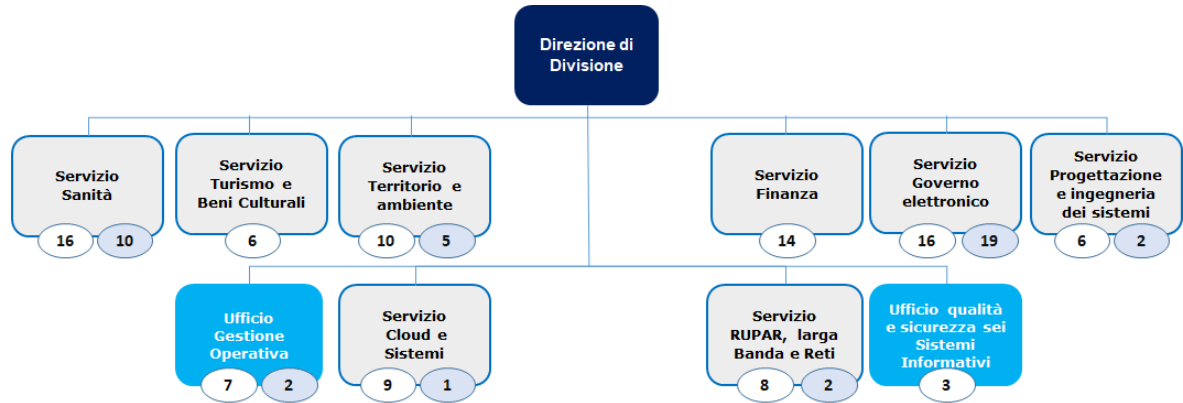 Direzione di
Divisione
Servizio
Sanità
16 10
Servizio
Turismo e
Beni Culturali
6
Servizio
Territorio e
ambiente
10 5
Servizio
Finanza
14
Servizio
Governo
elettronico
16 19
Servizio
Progettazione
e ingegneria
dei sistemi
6 2
Ufficio
Gestione
Operativa
7 2
Servizio
Cloud e
Sistemi
9 1
Servizio
RUPAR, larga
Banda e Reti
8 2
Ufficio qualità
e sicurezza sei
Sistemi
Informativi
3